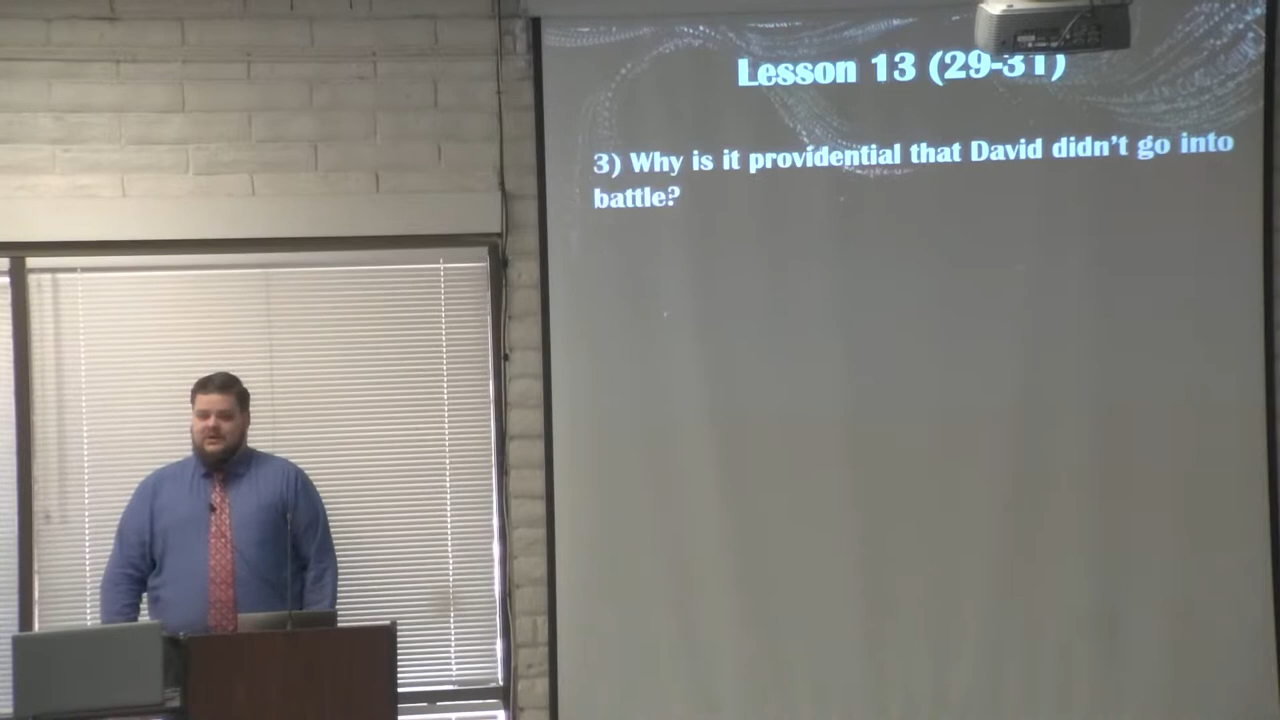 Lesson 13 (29-31)
3) Why is it providential that David didn't go into
battle?